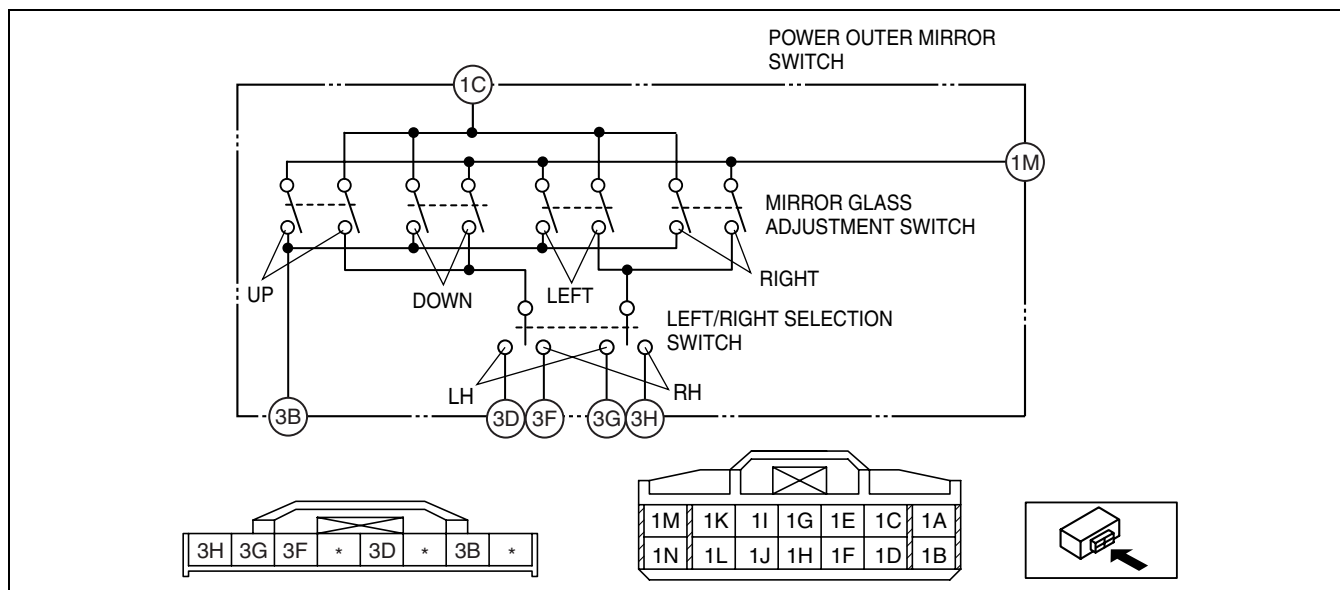 POWER OUTER MIRROR
SWITCH
1C
1M
MIRROR GLASS
ADJUSTMENT SWITCH
UP
DOWN
LEFT
RIGHT
LEFT/RIGHT SELECTION
SWITCH
LH
RH
3B
3D
3F
3G
3H
3H 3G 3F * 3D * 3B *
1M 1K 1I 1G 1E 1C 1A
1N 1L 1J 1H 1F 1D 1B